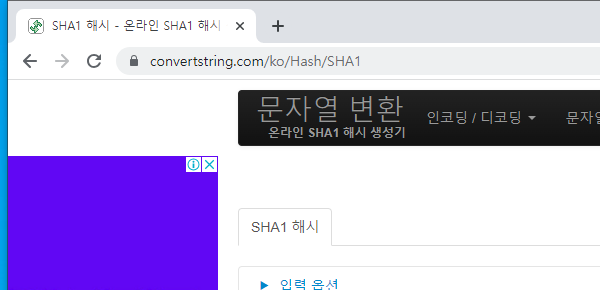 SHA1 해시 - 온라인 SHA1 해시
convertstring.com/ko/Hash/SHA1
문자열 변환
온라인 SHA1 해시 생성기
인코딩 / 디코딩
문자
SHA1 해시
입력 옵션